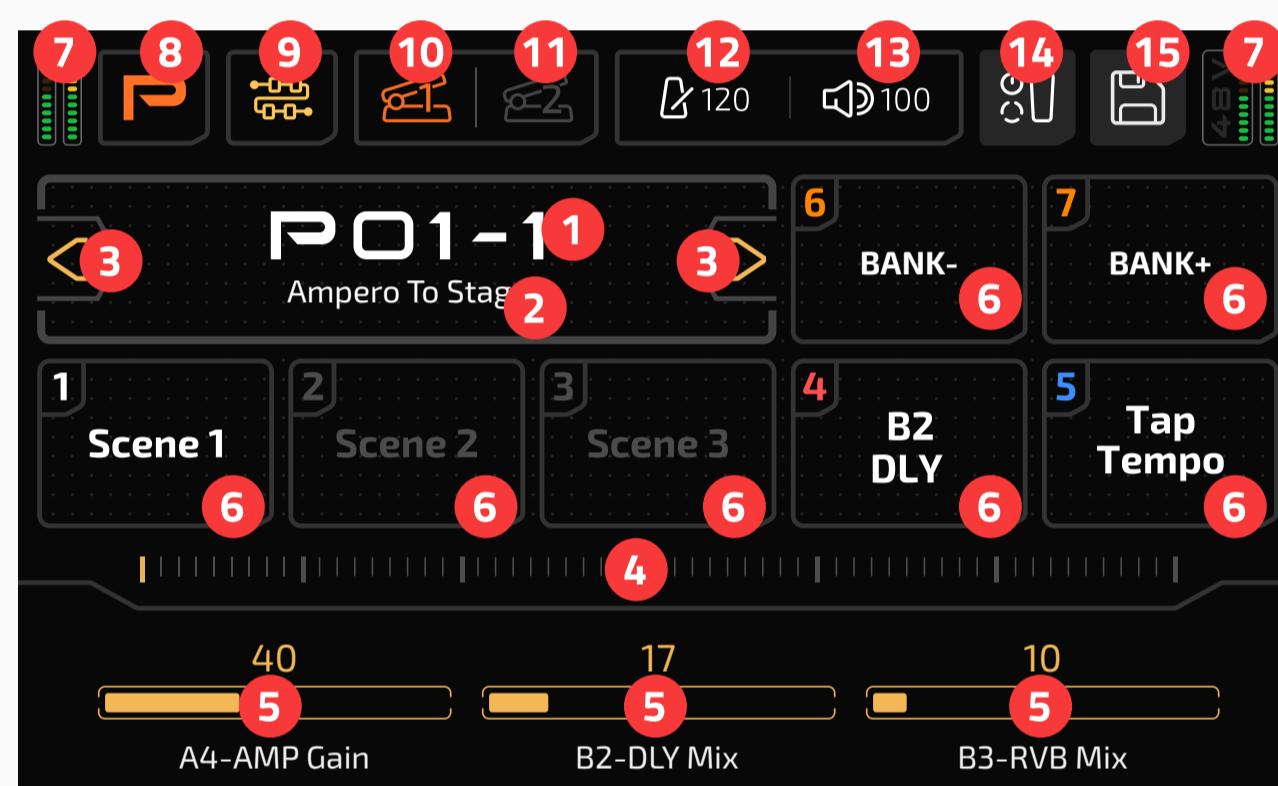 7 8 9 10 11 12 13 14 15 7
1 2 120 100 48V
P01-1 1
3 3
Ampero To Stag 2
6 BANK- 6
7 BANK+ 6
1 Scene 1 6
2 Scene 2 6
3 Scene 3 6
4 B2
DLY 6
5 Tap
Tempo 6
4
40 17 10
5 5 5
A4-AMP Gain B2-DLY Mix B3-RVB Mix